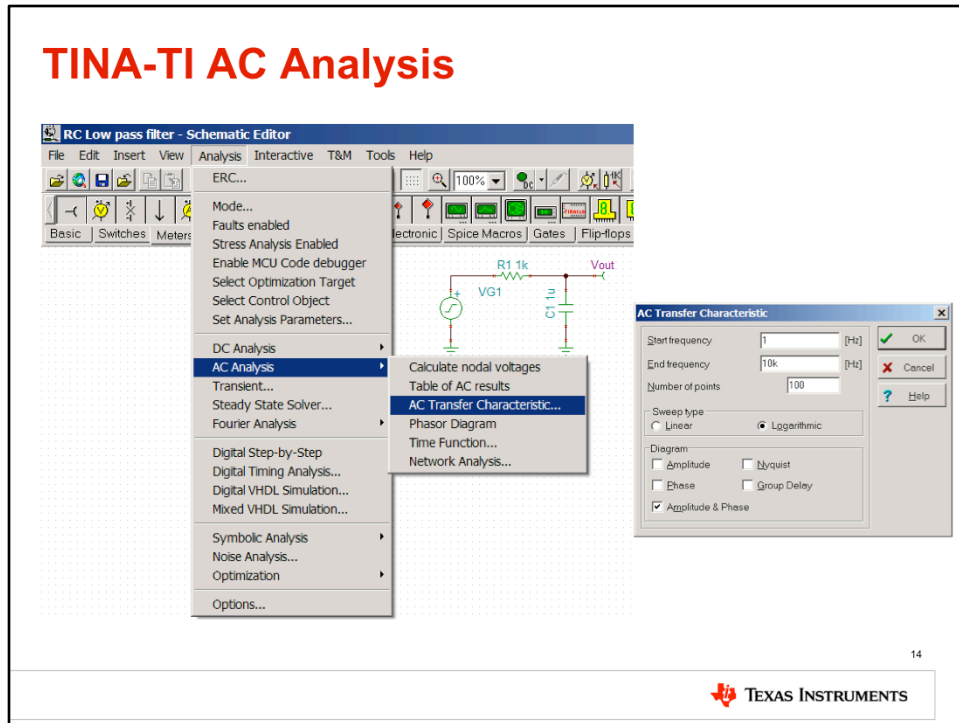 TINA-TI AC Analysis
RC Low pass filter - Schematic Editor
File Edit Insert View Analysis Interactive T&M Tools Help
100%
Basic Switches Meters
lectronic Spice Macros Gates Flip-flops
ERC...
Mode...
Faults enabled
Stress Analysis Enabled
Enable MCU Code debugger
Select Optimization Target
Select Control Object
Set Analysis Parameters...
DC Analysis
AC Analysis
Transient...
Steady State Solver...
Fourier Analysis
Digital Step-by-Step
Digital Timing Analysis...
Digital VHDL Simulation...
Mixed VHDL Simulation...
Symbolic Analysis
Noise Analysis...
Optimization
Options...
Calculate nodal voltages
Table of AC results
AC Transfer Characteristic...
Phasor Diagram
Time Function...
Network Analysis...
R1 1k
Vout
VG1
+
C1 1u
AC Transfer Characteristic
Start frequency 1 [Hz]
End frequency 10k [Hz]
Number of points 100
Sweep type
Linear Logarithmic
Diagram
Amplitude Nyquist
Phase Group Delay
Amplitude & Phase
OK
Cancel
? Help
14
TEXAS INSTRUMENTS